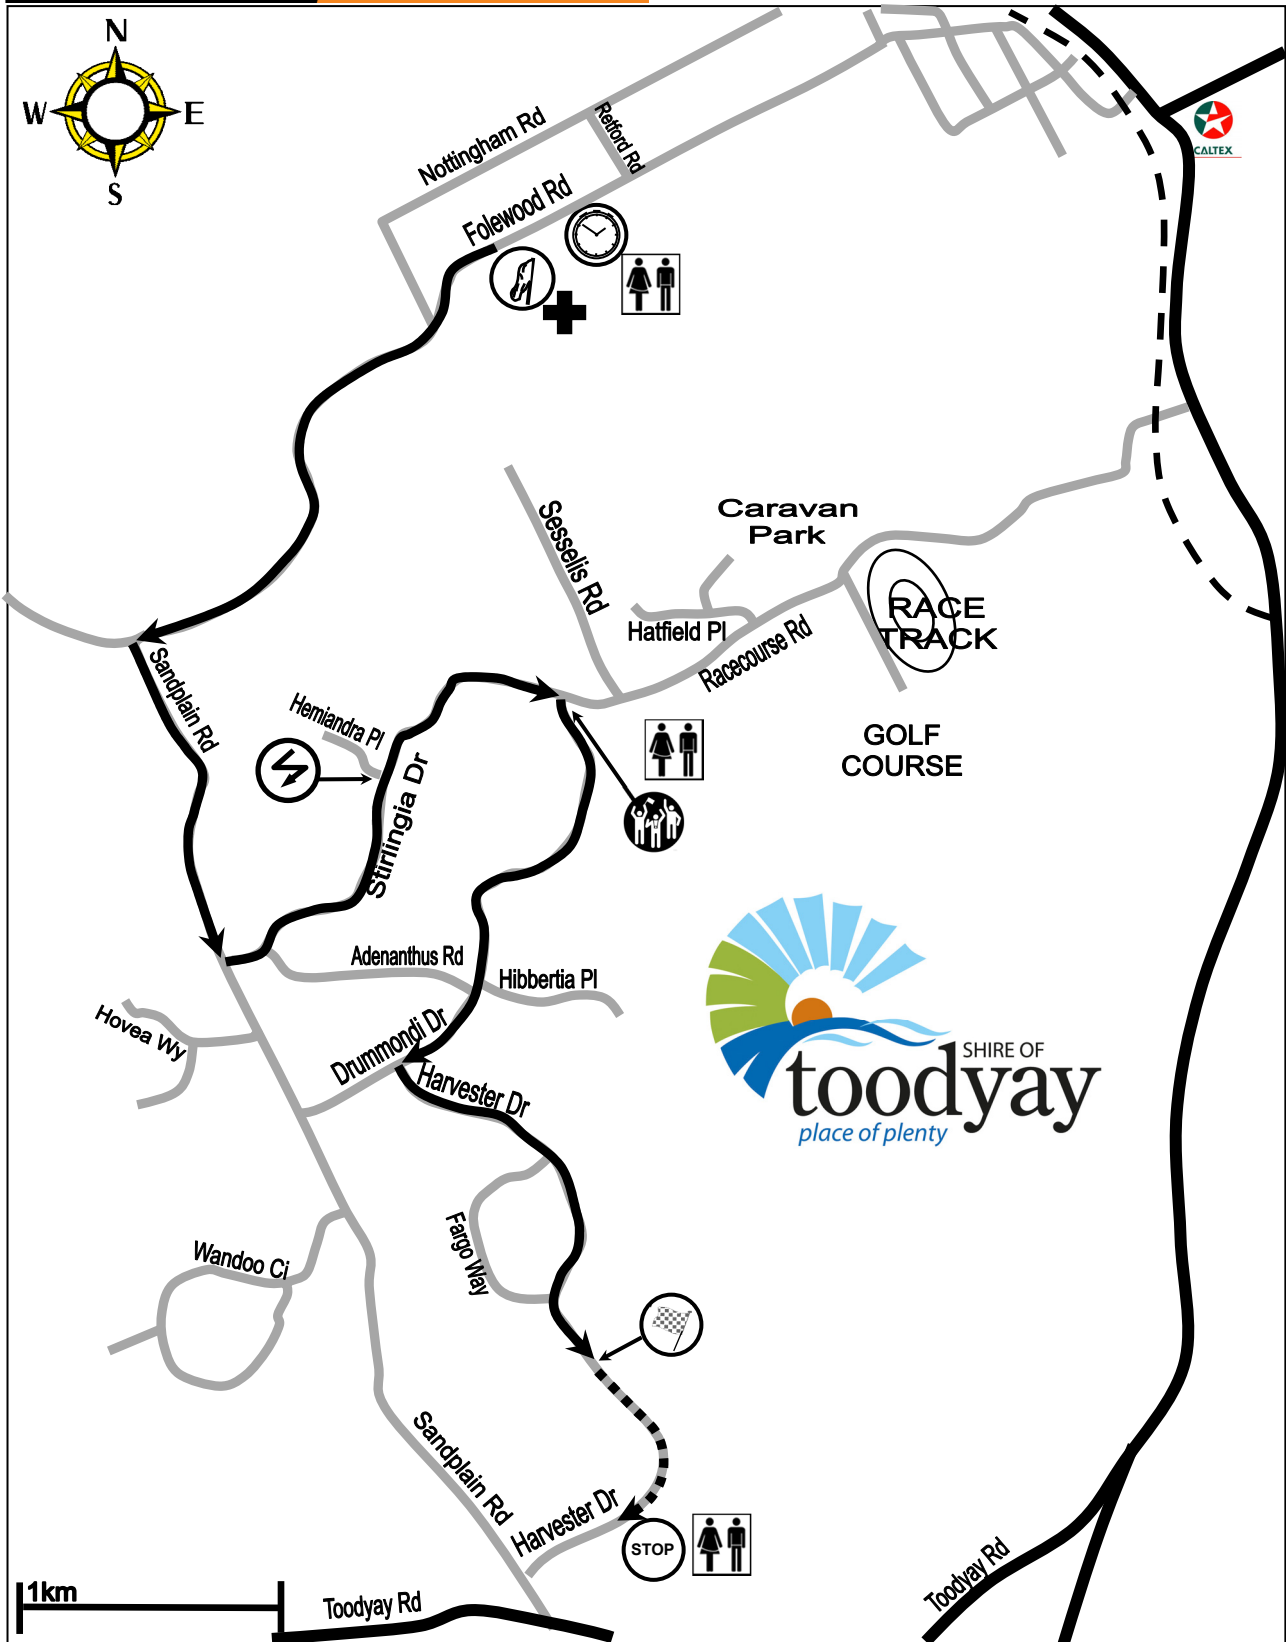 N
W E
S
CALTEX
Nottingham Rd
Retford Rd
Folewood Rd
Sesselis Rd
Caravan
Park
Hatfield Pl
Racecourse Rd
RACE
TRACK
GOLF
COURSE
Sandplain Rd
Hemiandra Pl
Stirlingia Dr
Adenanthus Rd
Hibbertia Pl
Hovea Wy
Drummondi Dr
Harvester Dr
SHIRE OF
toodyay
place of plenty
Fargo Way
Wandoo Ci
Sandplain Rd
Harvester Dr
STOP
Toodyay Rd
1km
Toodyay Rd